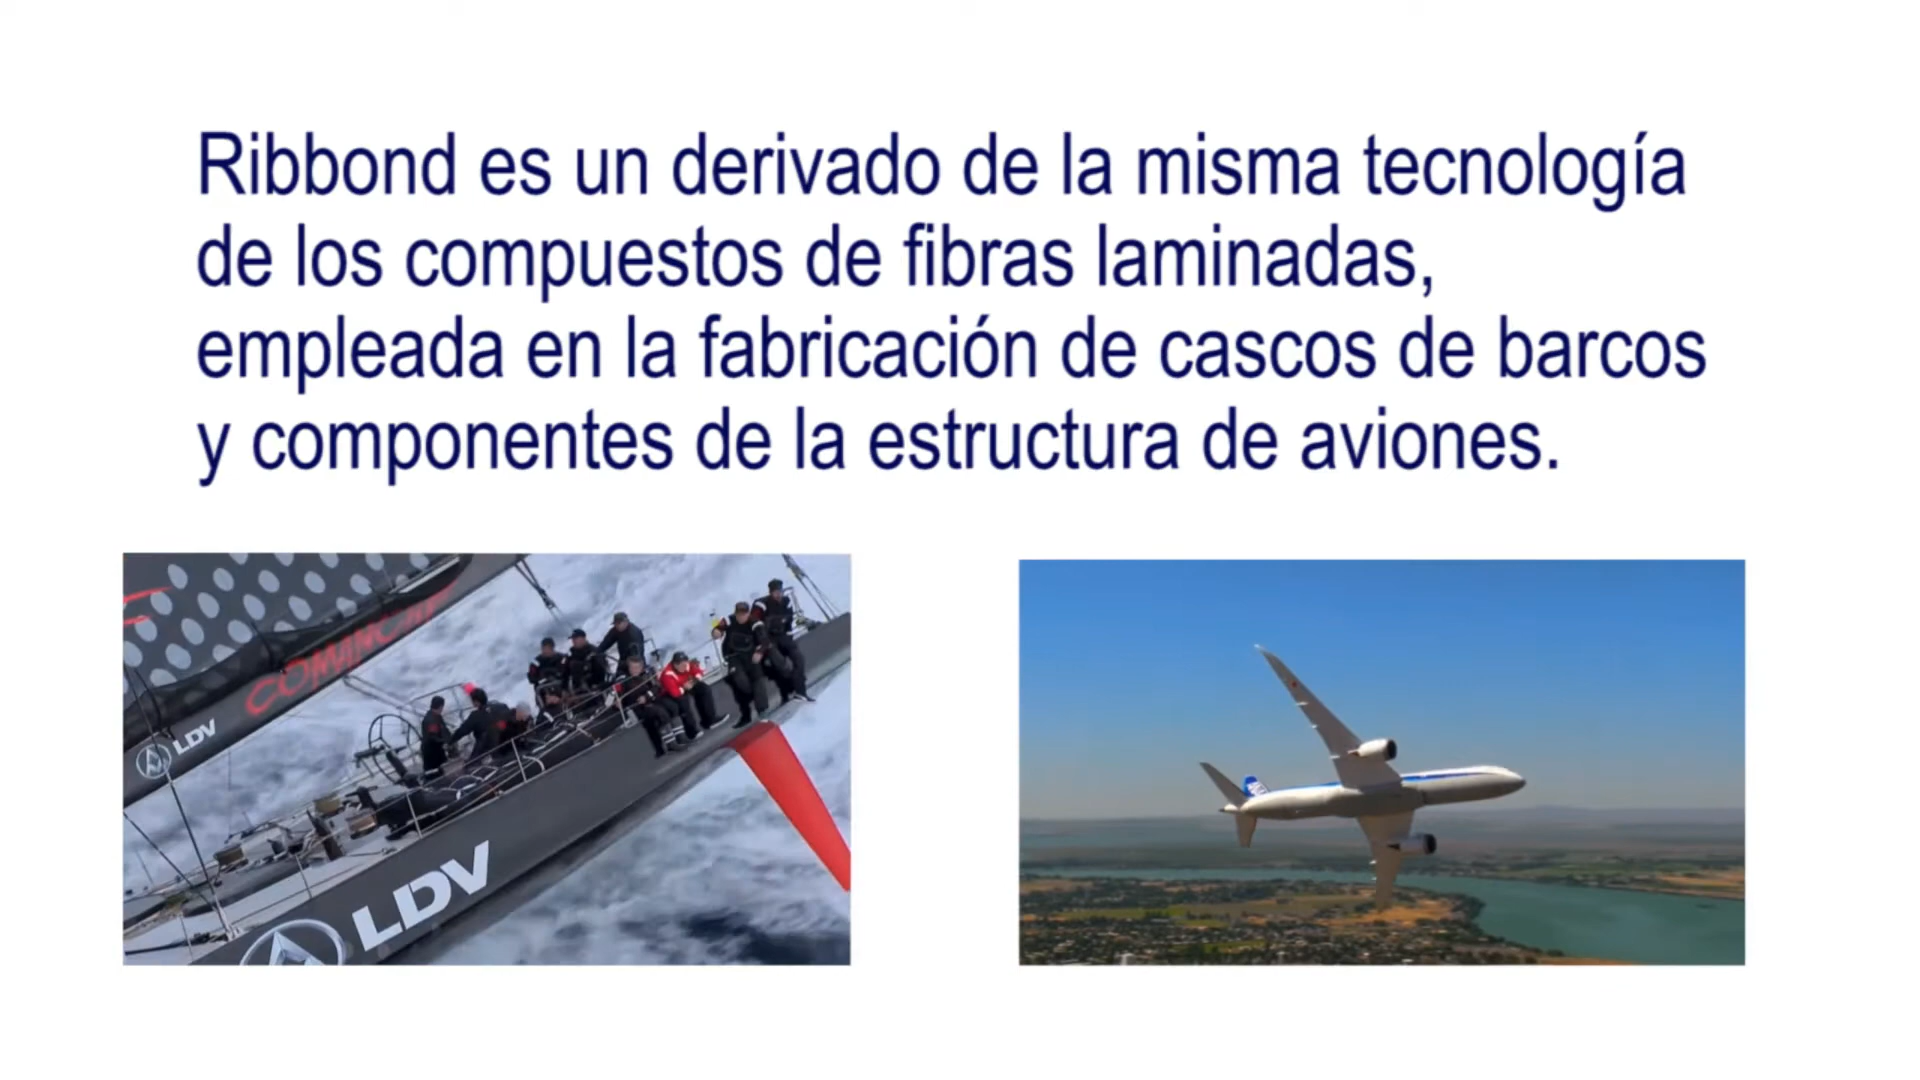 Ribbond es un derivado de la misma tecnología
de los compuestos de fibras laminadas,
empleada en la fabricación de cascos de barcos
y componentes de la estructura de aviones.
COMANCHE
LDV
LDV